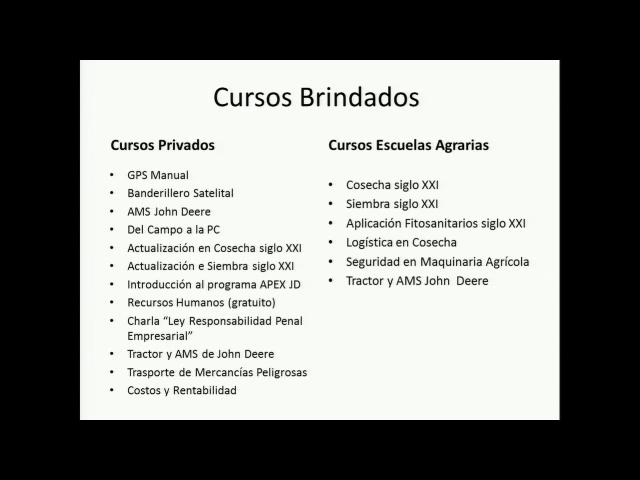 Cursos Brindados
Cursos Privados
• GPS Manual
• Banderillero Satelital
• AMS John Deere
• Del Campo a la PC
• Actualización en Cosecha siglo XXI
• Actualización e Siembra siglo XXI
• Introducción al programa APEX JD
• Recursos Humanos (gratuito)
• Charla “Ley Responsabilidad Penal
Empresarial”
• Tractor y AMS de John Deere
• Trasporte de Mercancías Peligrosas
• Costos y Rentabilidad
Cursos Escuelas Agrarias
• Cosecha siglo XXI
• Siembra siglo XXI
• Aplicación Fitosanitarios siglo XXI
• Logística en Cosecha
• Seguridad en Maquinaria Agrícola
• Tractor y AMS John Deere